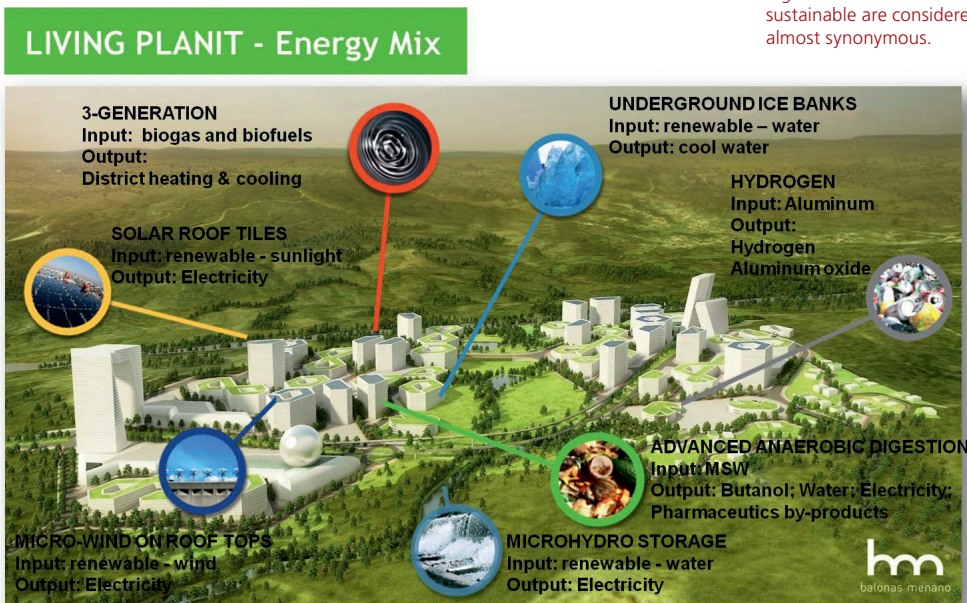 sustainable are considere
almost synonymous.
LIVING PLANIT - Energy Mix
3-GENERATION
Input: biogas and biofuels
Output:
District heating & cooling
UNDERGROUND ICE BANKS
Input: renewable – water
Output: cool water
HYDROGEN
Input: Aluminum
Output:
Hydrogen
Aluminum oxide
SOLAR ROOF TILES
Input: renewable - sunlight
Output: Electricity
ADVANCED ANAEROBIC DIGESTION
Input: MSW
Output: Butanol; Water; Electricity;
Pharmaceutics by-products
MICRO-WIND ON ROOF TOPS
Input: renewable - wind
Output: Electricity
MICROHYDRO STORAGE
Input: renewable - water
Output: Electricity
bm
balonas menano